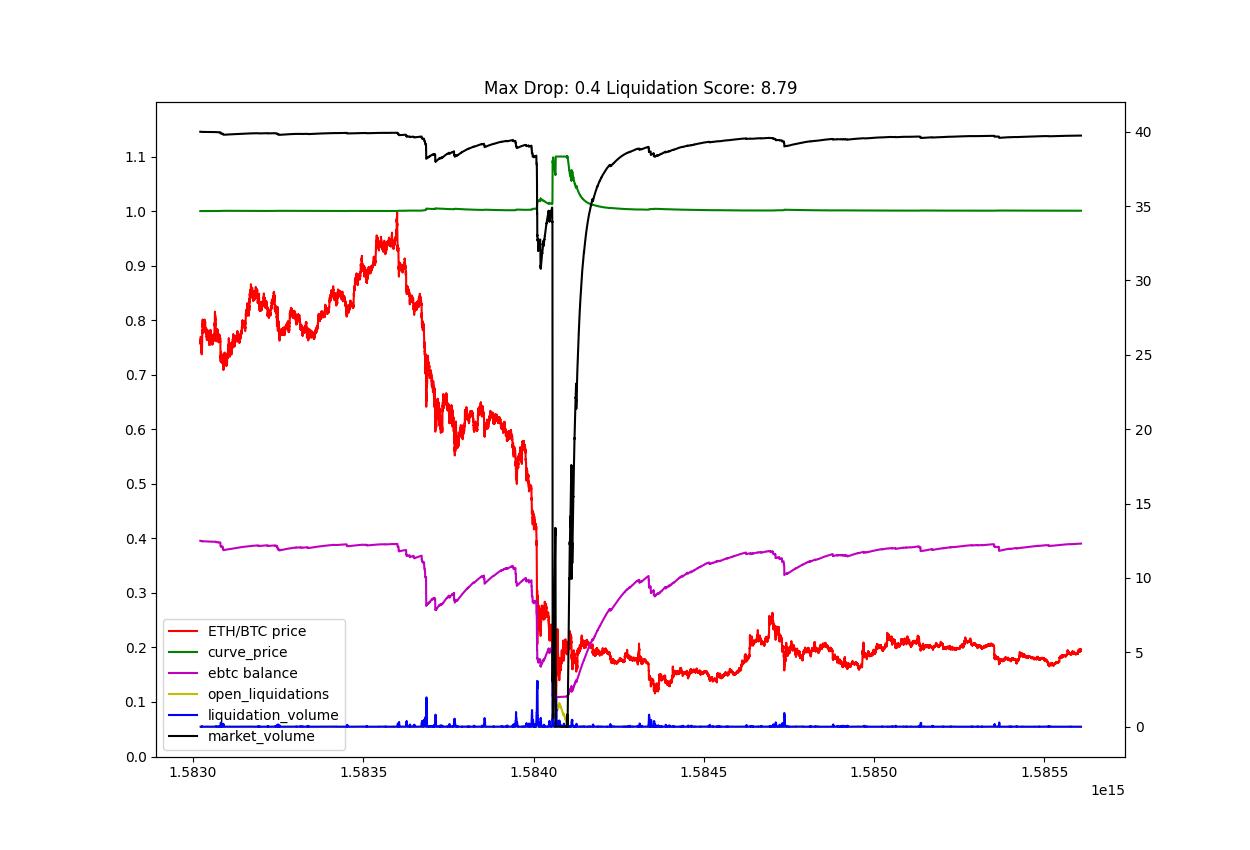 Max Drop: 0.4 Liquidation Score: 8.79
1.1
1.0
0.9
0.8
0.7
0.6
0.5
0.4
0.3
0.2
0.1
0.0
40
35
30
25
20
15
10
5
0
ETH/BTC price
curve_price
ebtc balance
open_liquidations
liquidation_volume
market_volume
1.5830 1.5835 1.5840 1.5845 1.5850 1.5855
1e15